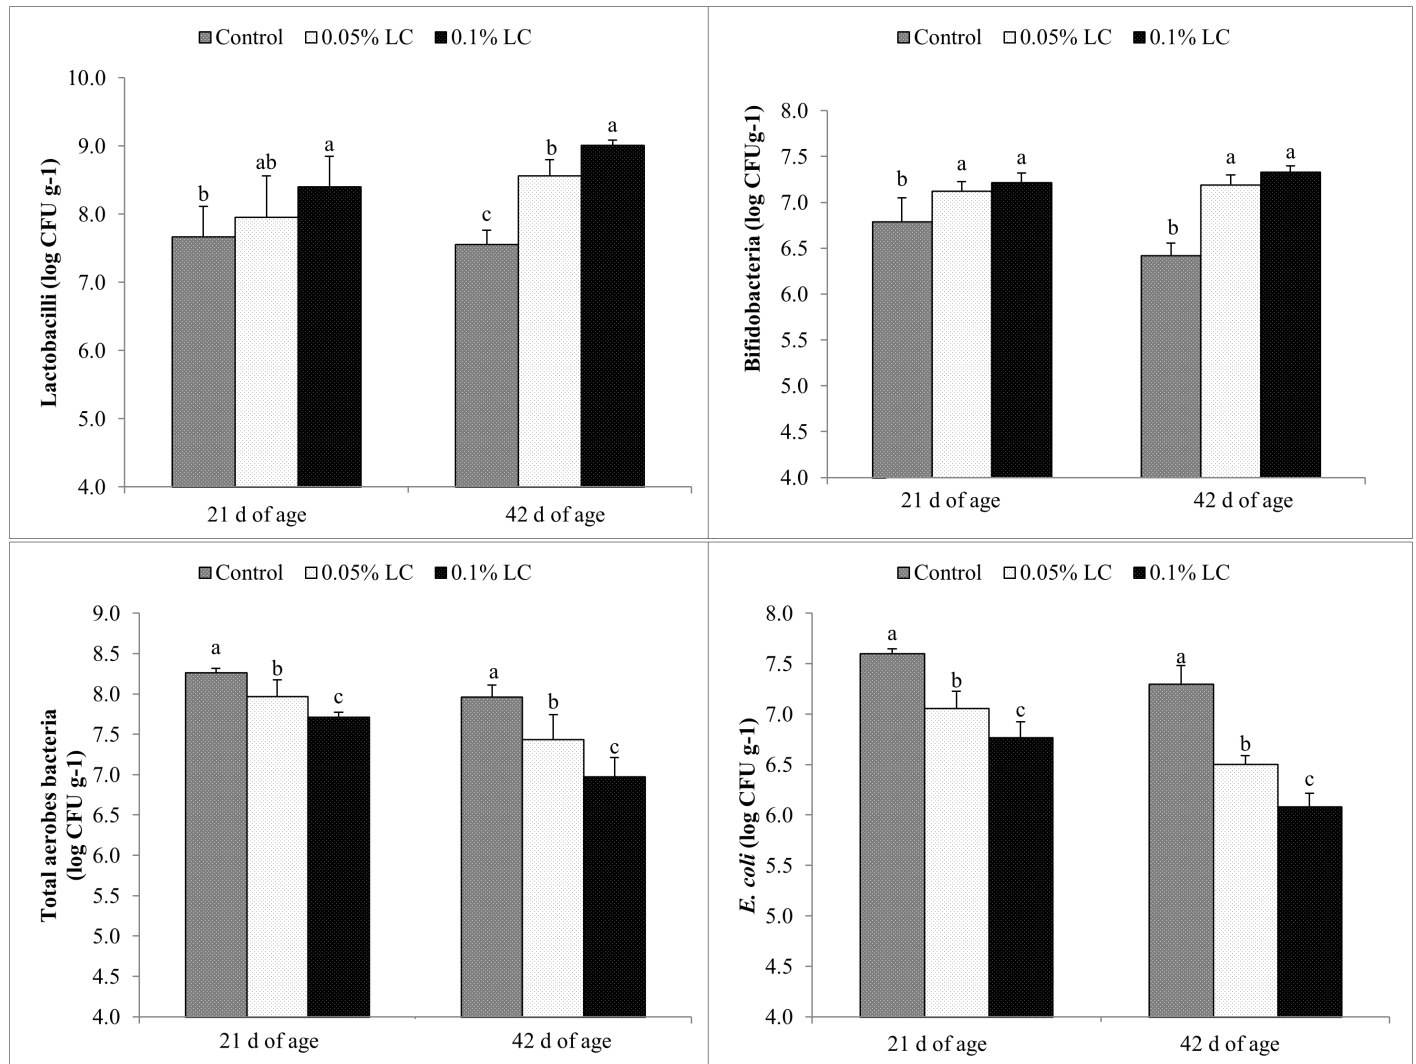 Control 0.05% LC 0.1% LC
Lactobacilli (log CFU g-1)
10.0
9.0
8.0
7.0
6.0
5.0
4.0
b
ab
a
c
b
a
21 d of age
42 d of age
Control 0.05% LC 0.1% LC
Bifidobacteria (log CFUg-1)
8.0
7.5
7.0
6.5
6.0
5.5
5.0
4.5
4.0
b
a
a
b
a
a
21 d of age
42 d of age
Control 0.05% LC 0.1% LC
Total aerobes bacteria
(log CFU g-1)
9.0
8.5
8.0
7.5
7.0
6.5
6.0
5.5
5.0
4.5
4.0
a
b
c
a
b
c
21 d of age
42 d of age
Control 0.05% LC 0.1% LC
E. coli (log CFU g-1)
8.0
7.5
7.0
6.5
6.0
5.5
5.0
4.5
4.0
a
b
c
a
b
c
21 d of age
42 d of age